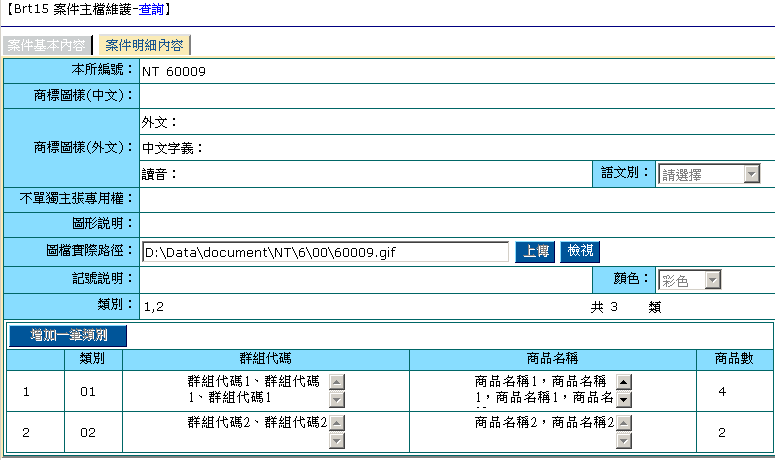 【Brt15 案件主檔維護-查詢】
案件基本內容 案件明細內容
本所編號： NT 60009
商標圖樣(中文)：
商標圖樣(外文)： 外文：
中文字義：
讀音： 語文別： 請選擇
不單獨主張專用權：
圖形說明：
圖檔實際路徑： D:\Data\document\NT\6\00\60009.gif 上傳 檢視
記號說明： 顏色： 彩色
類別： 1,2 共 3 類
增加一筆類別
類別 群組代碼 商品名稱 商品數
1 01 群組代碼1、群組代碼1、群組代碼1 商品名稱1，商品名稱1，商品名稱1，商品名 4
2 02 群組代碼2、群組代碼2 商品名稱2，商品名稱2 2